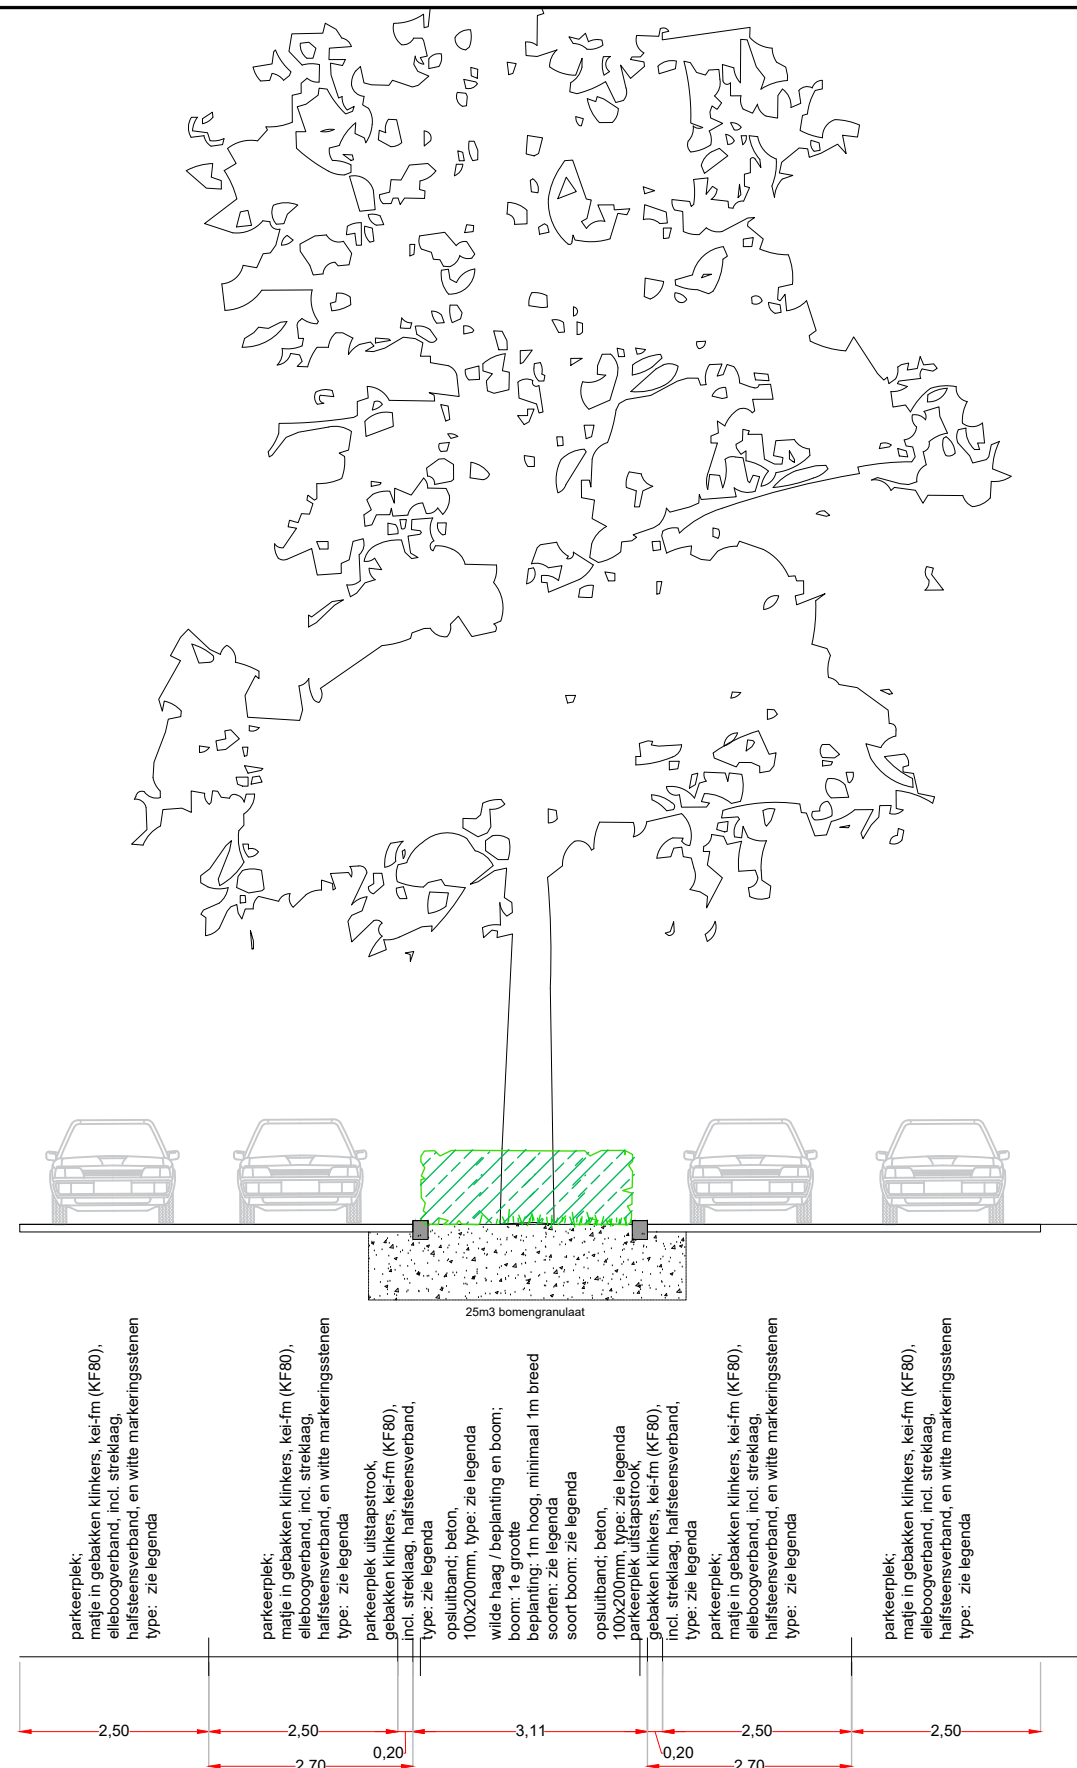 25m3 bomengranulaat
parkeerplek;
matje in gebakken klinkers, kei-fm (KF80),
elleboogverband, incl. streklaag,
halfsteensverband, en witte markeringsstenen
type: zie legenda
parkeerplek;
matje in gebakken klinkers, kei-fm (KF80),
elleboogverband, incl. streklaag,
halfsteensverband, en witte markeringsstenen
type: zie legenda
parkeerplek uitstapstrook,
gebakken klinkers, kei-fm (KF80),
incl. streklaag, halfsteensverband,
type: zie legenda
opsluitband; beton,
100x200mm, type: zie legenda
wilde haag / beplanting en boom;
boom: 1e grootte
beplanting: 1m hoog, minimaal 1m breed
soorten: zie legenda
soort boom: zie legenda
opsluitband; beton,
100x200mm, type: zie legenda
parkeerplek uitstapstrook,
gebakken klinkers, kei-fm (KF80),
incl. streklaag, halfsteensverband,
type: zie legenda
parkeerplek;
matje in gebakken klinkers, kei-fm (KF80),
elleboogverband, incl. streklaag,
halfsteensverband, en witte markeringsstenen
type: zie legenda
parkeerplek;
matje in gebakken klinkers, kei-fm (KF80),
elleboogverband, incl. streklaag,
halfsteensverband, en witte markeringsstenen
type: zie legenda
2,50
2,50
3,11
2,50
2,50
0,20
0,20
2,70
2,70